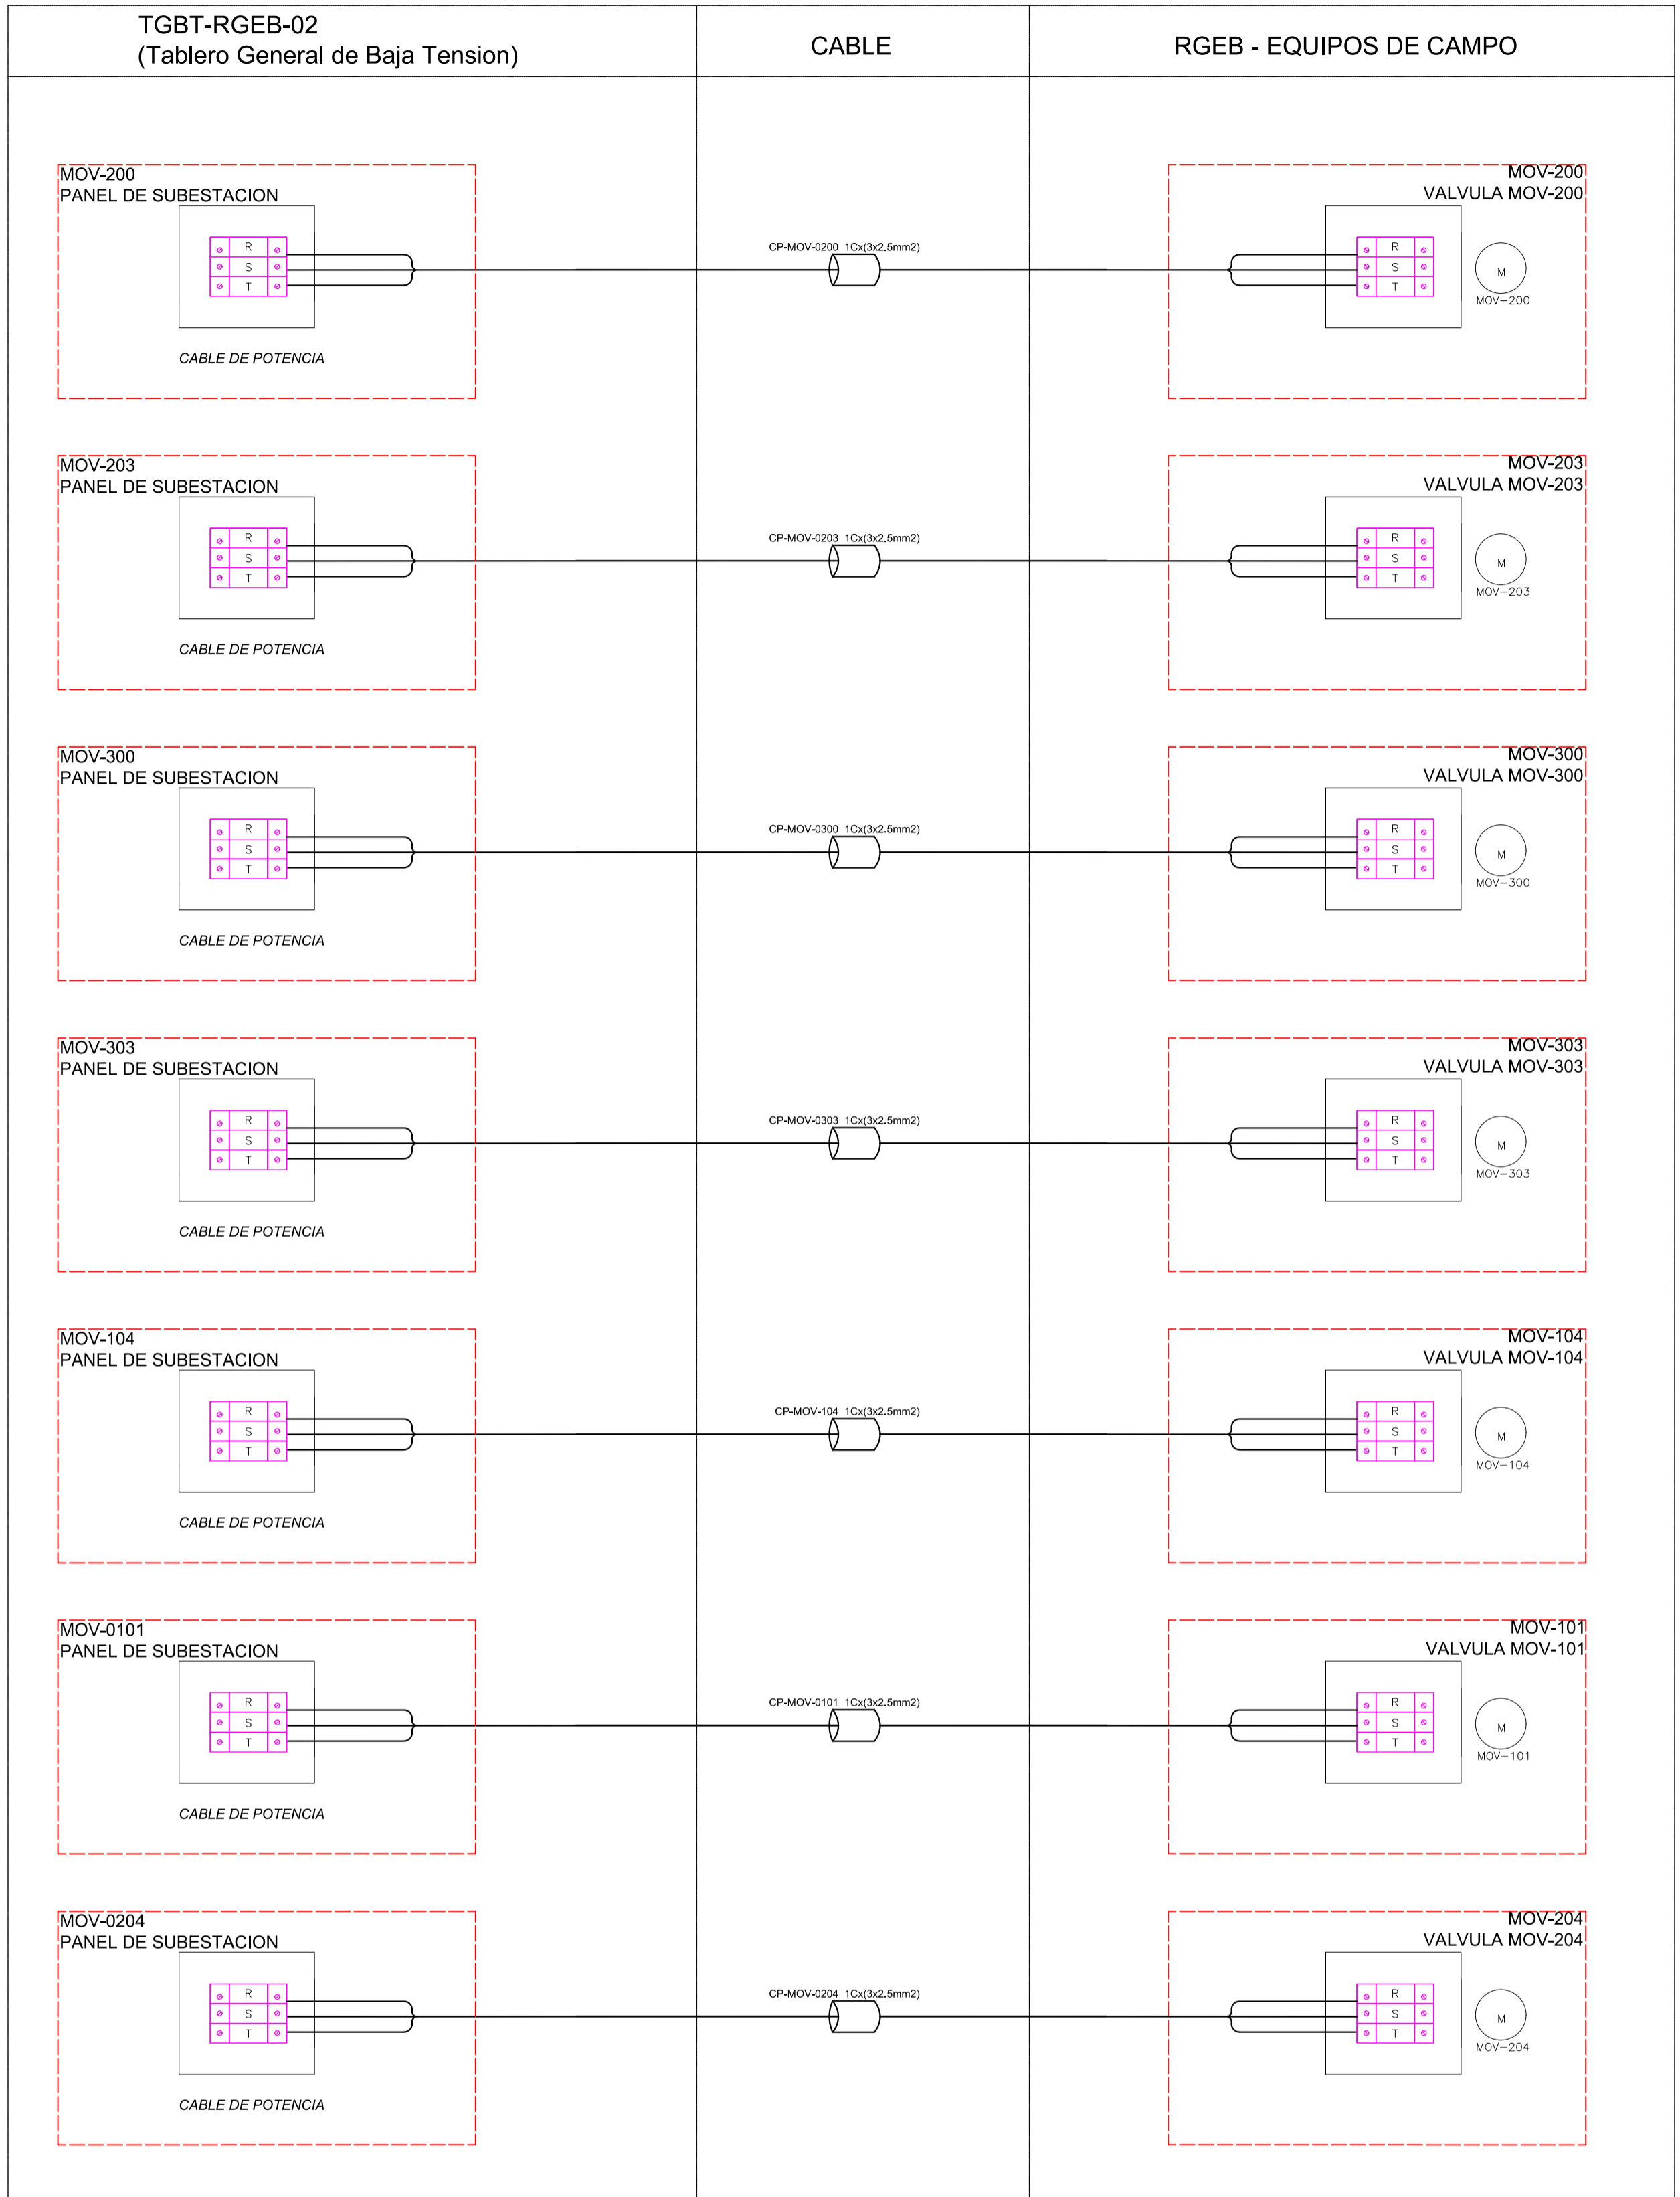 TGBT-RGEB-02
(Tablero General de Baja Tension)
CABLE
RGEB - EQUIPOS DE CAMPO
MOV-200
PANEL DE SUBESTACION
R
S
T
CABLE DE POTENCIA
CP-MOV-0200 1Cx(3x2.5mm2)
MOV-200
VALVULA MOV-200
R
S
T
M
MOV-200
MOV-203
PANEL DE SUBESTACION
R
S
T
CABLE DE POTENCIA
CP-MOV-0203 1Cx(3x2.5mm2)
MOV-203
VALVULA MOV-203
R
S
T
M
MOV-203
MOV-300
PANEL DE SUBESTACION
R
S
T
CABLE DE POTENCIA
CP-MOV-0300 1Cx(3x2.5mm2)
MOV-300
VALVULA MOV-300
R
S
T
M
MOV-300
MOV-303
PANEL DE SUBESTACION
R
S
T
CABLE DE POTENCIA
CP-MOV-0303 1Cx(3x2.5mm2)
MOV-303
VALVULA MOV-303
R
S
T
M
MOV-303
MOV-104
PANEL DE SUBESTACION
R
S
T
CABLE DE POTENCIA
CP-MOV-104 1Cx(3x2.5mm2)
MOV-104
VALVULA MOV-104
R
S
T
M
MOV-104
MOV-0101
PANEL DE SUBESTACION
R
S
T
CABLE DE POTENCIA
CP-MOV-0101 1Cx(3x2.5mm2)
MOV-101
VALVULA MOV-101
R
S
T
M
MOV-101
MOV-0204
PANEL DE SUBESTACION
R
S
T
CABLE DE POTENCIA
CP-MOV-0204 1Cx(3x2.5mm2)
MOV-204
VALVULA MOV-204
R
S
T
M
MOV-204